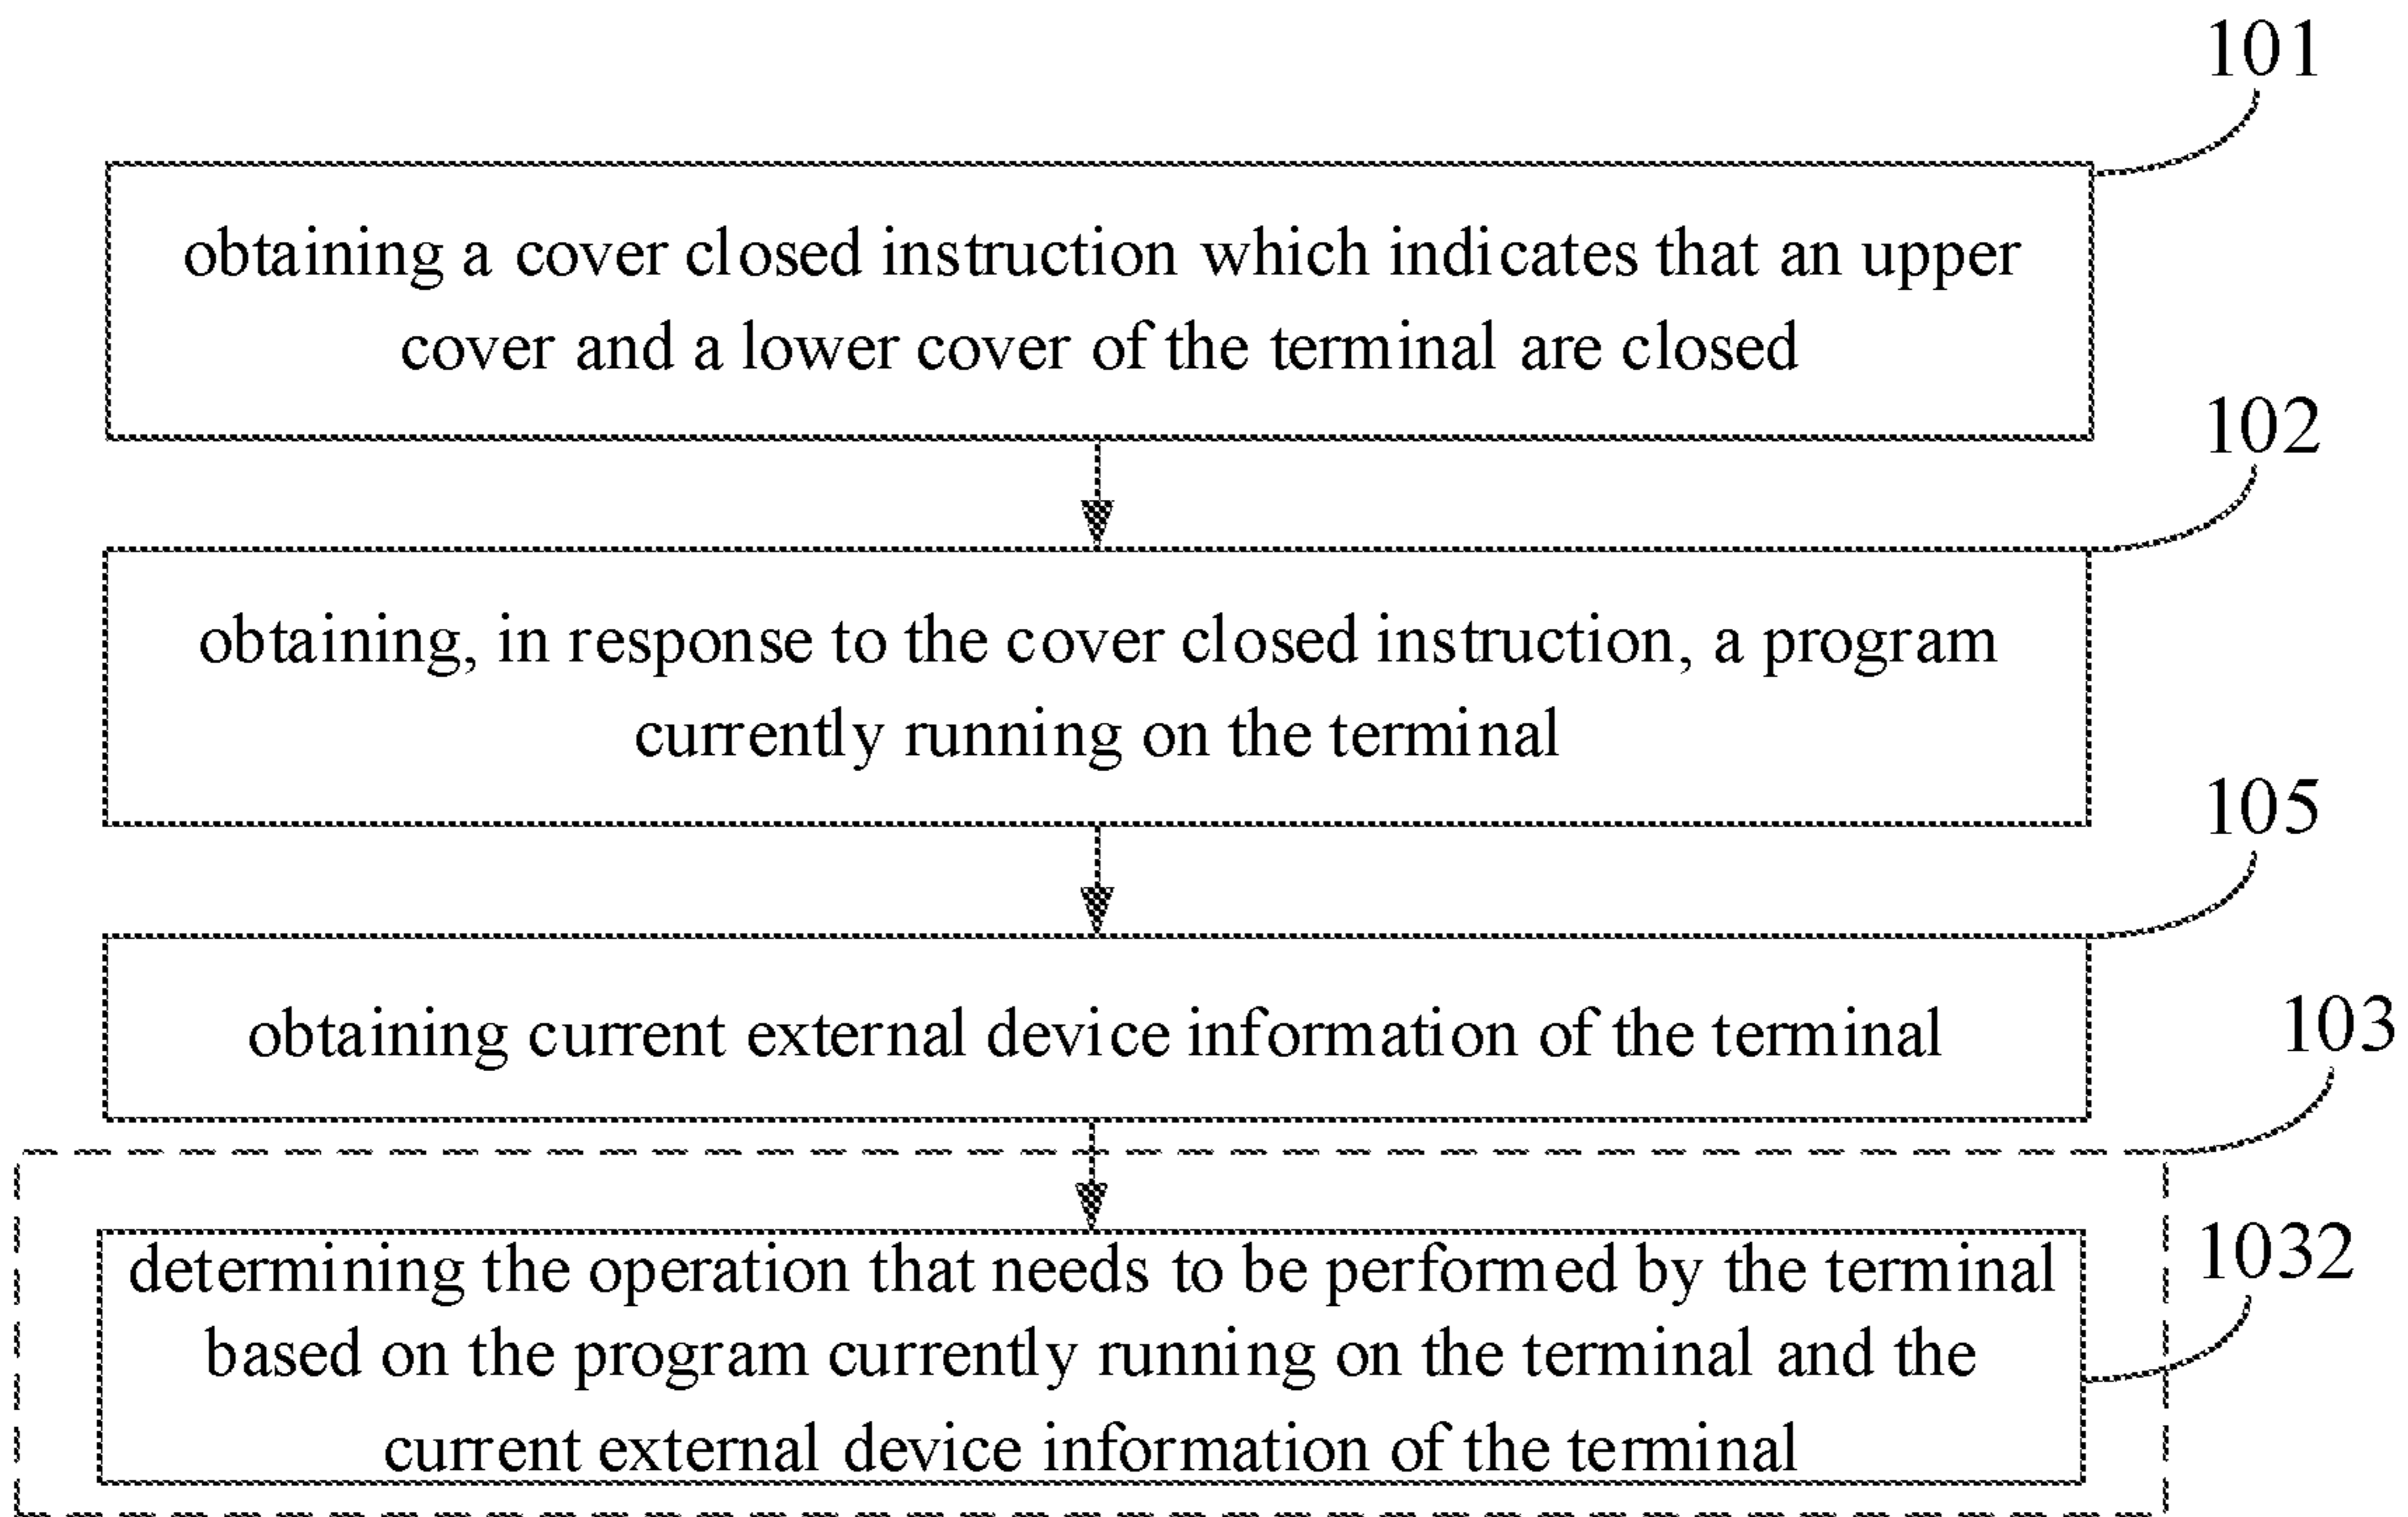 101
obtaining a cover closed instruction which indicates that an upper
cover and a lower cover of the terminal are closed
102
obtaining, in response to the cover closed instruction, a program
currently running on the terminal
105
obtaining current external device information of the terminal
103
determining the operation that needs to be performed by the terminal
based on the program currently running on the terminal and the
current external device information of the terminal
1032